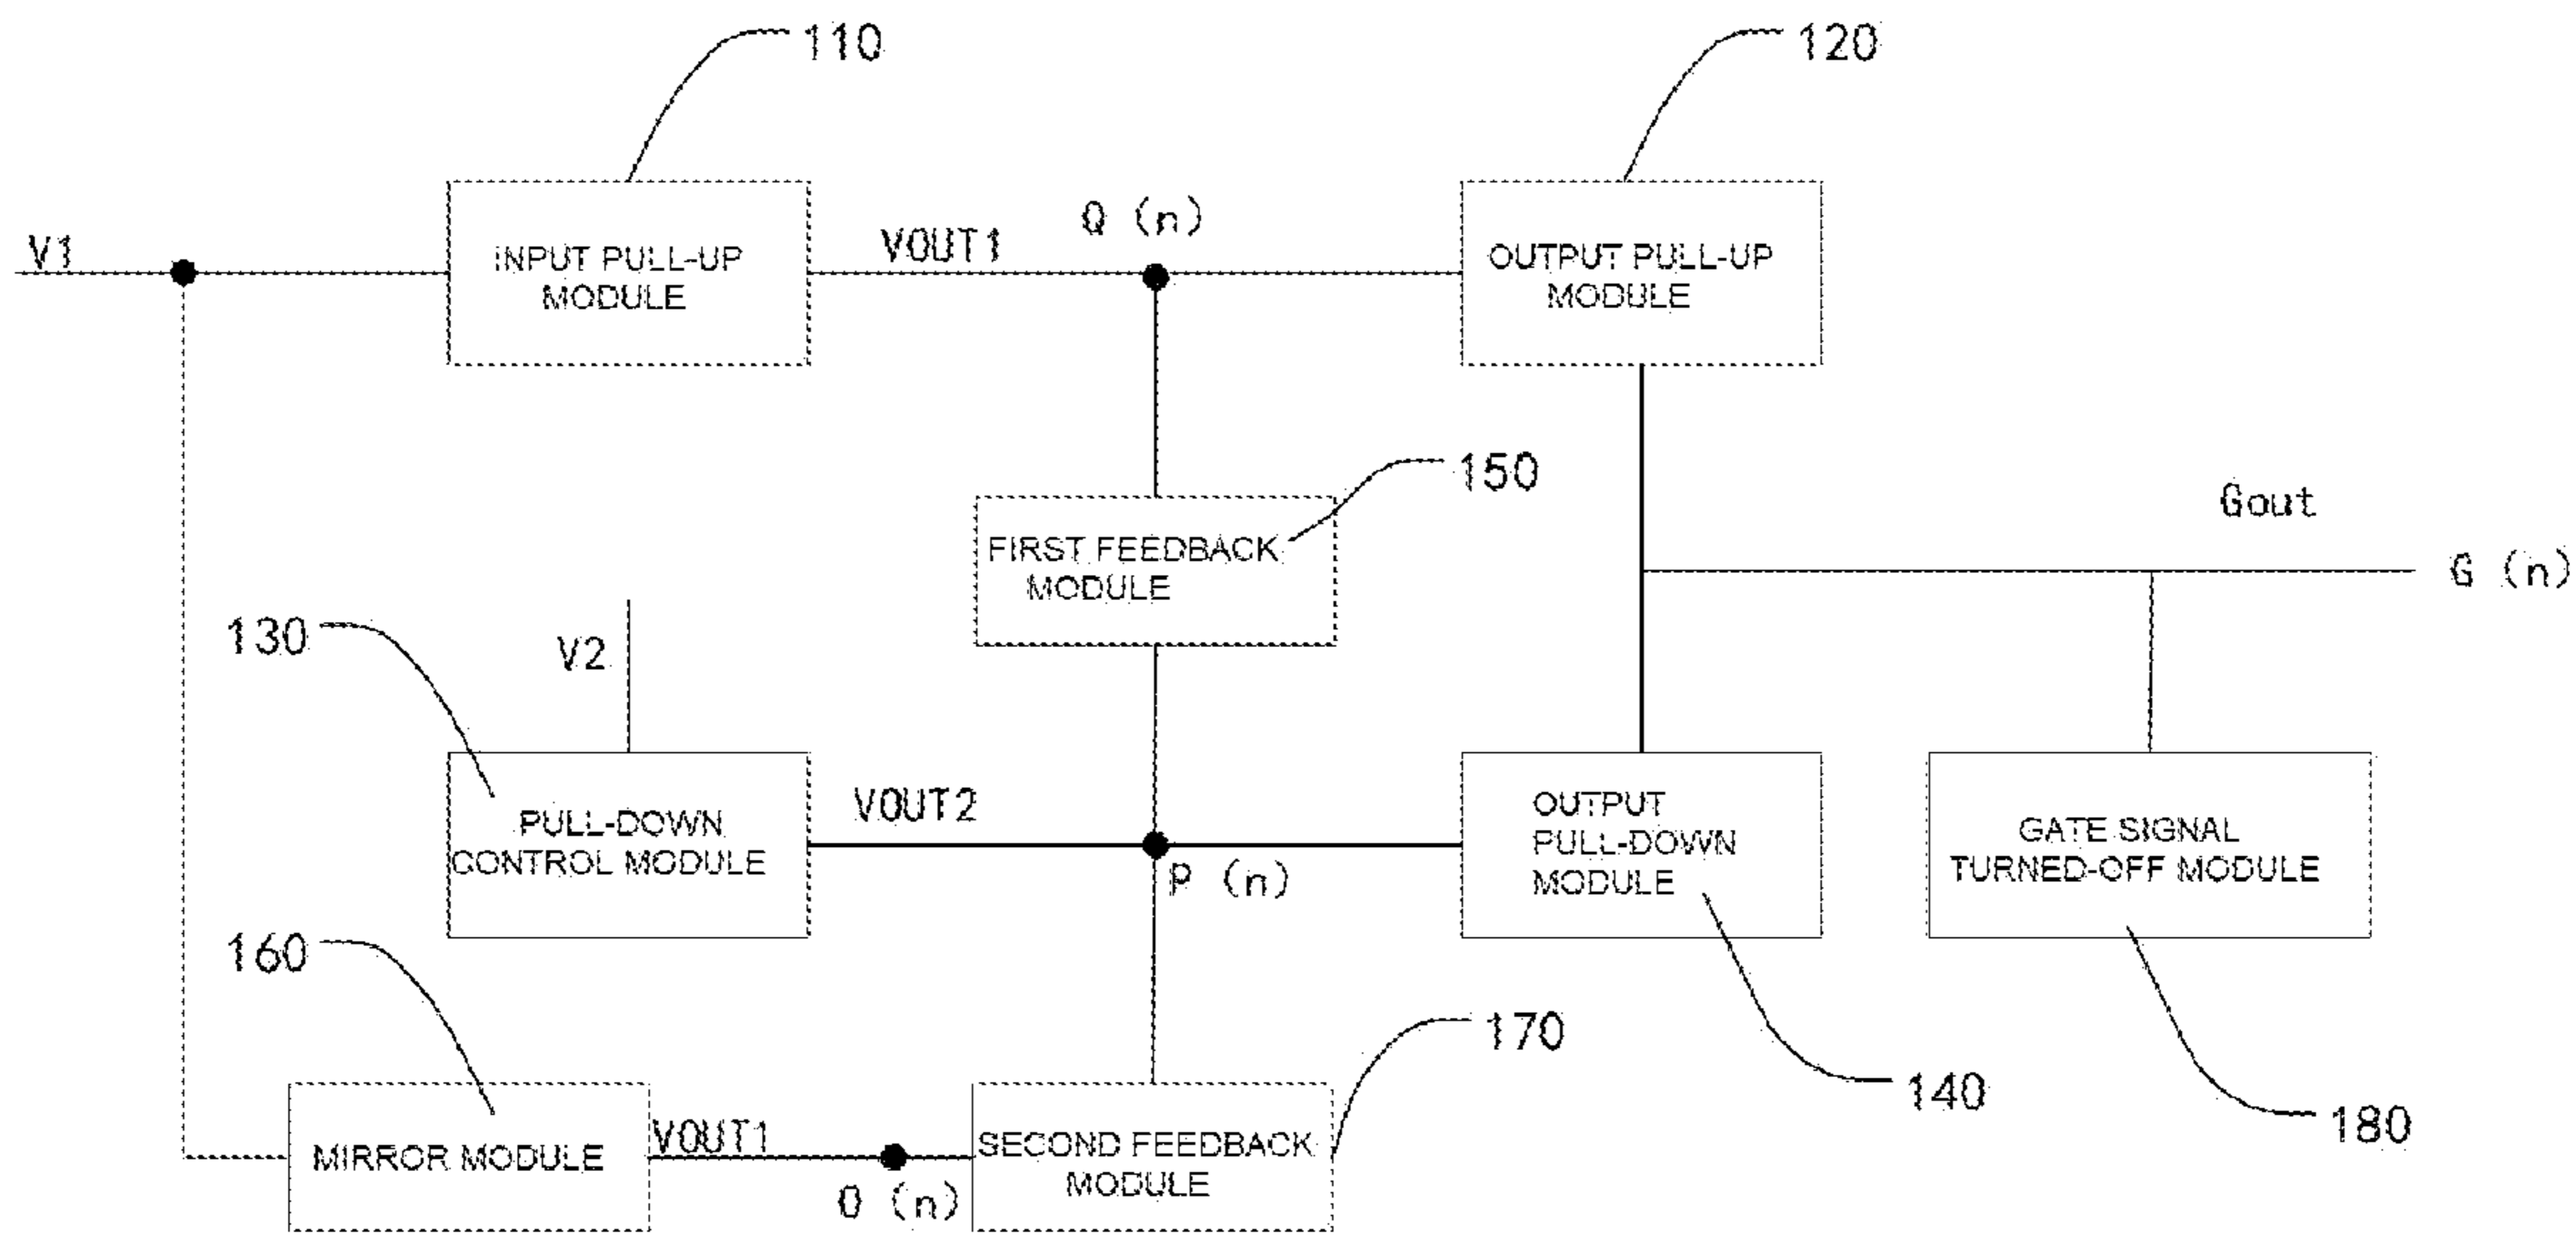 110
120
V1
INPUT PULL-UP
MODULE
VOUT1
Q (n)
OUTPUT PULL-UP
MODULE
150
FIRST FEEDBACK
MODULE
Gout
G (n)
130
V2
PULL-DOWN
CONTROL MODULE
VOUT2
P (n)
OUTPUT
PULL-DOWN
MODULE
GATE SIGNAL
TURNED-OFF MODULE
160
170
140
180
MIRROR MODULE
VOUT1
O (n)
SECOND FEEDBACK
MODULE